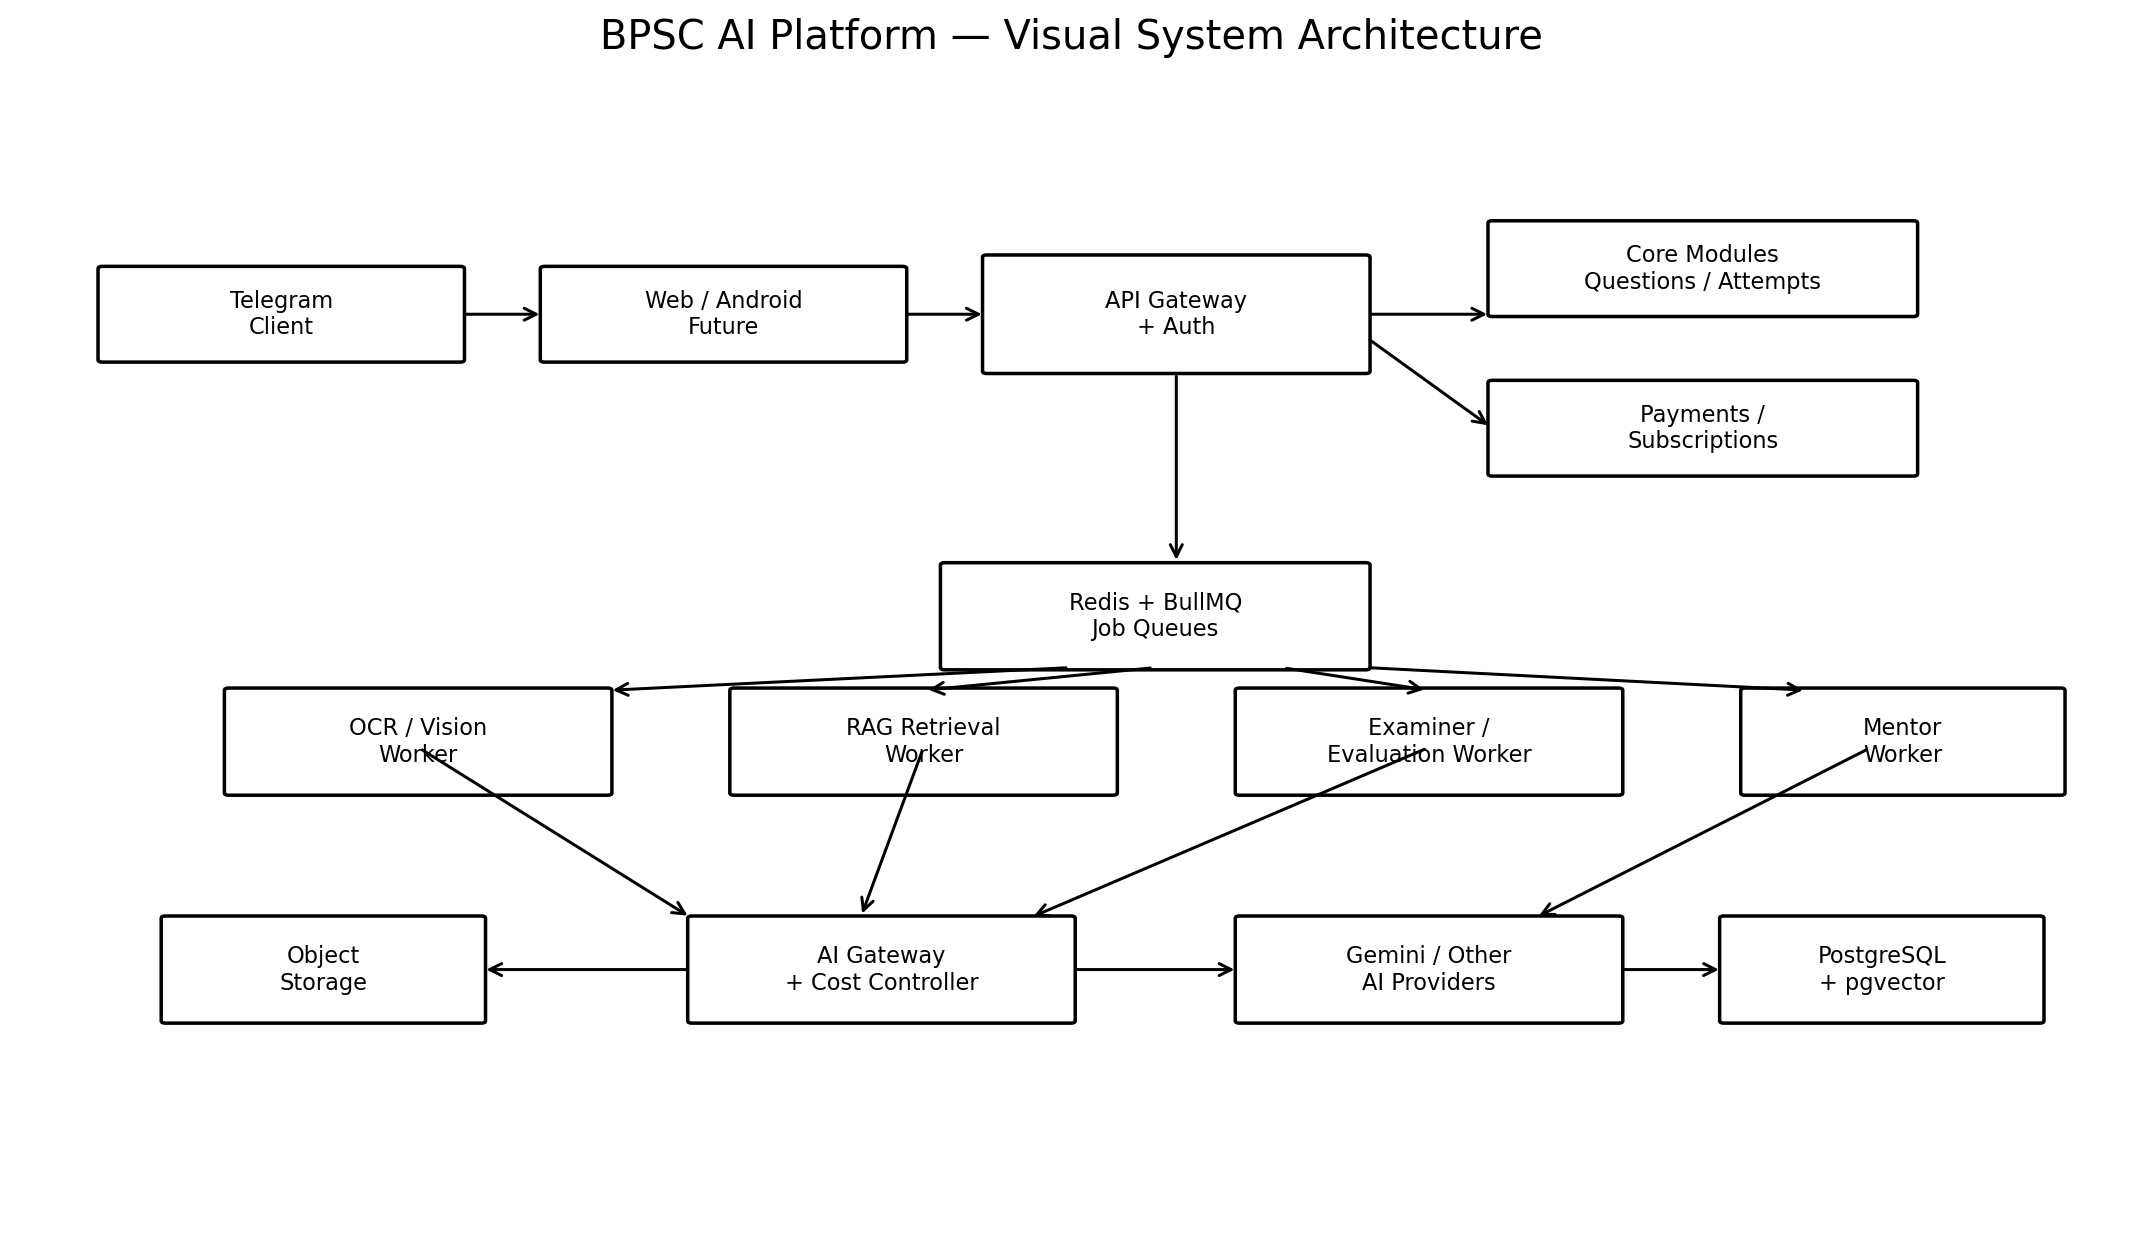 BPSC AI Platform — Visual System Architecture
Telegram
Client
Web / Android
Future
API Gateway
+ Auth
Core Modules
Questions / Attempts
Payments /
Subscriptions
Redis + BullMQ
Job Queues
OCR / Vision
Worker
RAG Retrieval
Worker
Examiner /
Evaluation Worker
Mentor
Worker
Object
Storage
AI Gateway
+ Cost Controller
Gemini / Other
AI Providers
PostgreSQL
+ pgvector